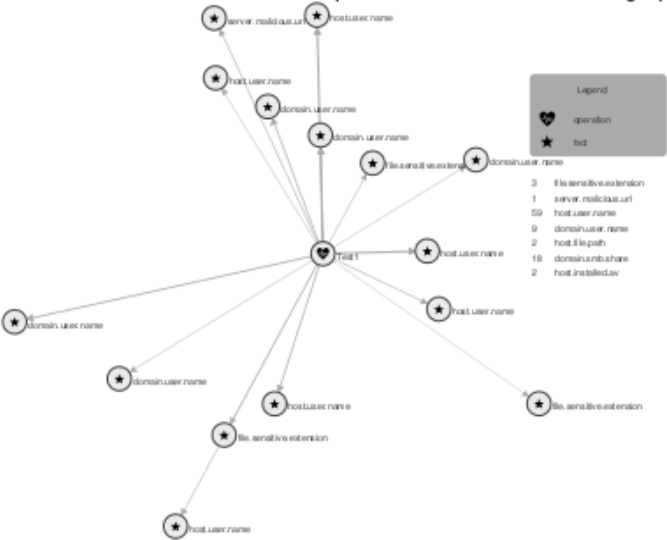 server.malicious.url
host.user.name
host.user.name
domain.user.name
domain.user.name
file.sensitive.exten
domain.user.name
Legend
operation
fact
3 file.sensitive.extension
1 server.malicious.url
59 host.user.name
9 domain.user.name
2 host.file.path
18 domain.smb.share
2 host.installed.av
Test1
host.user.name
host.user.name
domain.user.name
domain.user.name
host.user.name
file.sensitive.extension
file.sensitive.extension
host.user.name